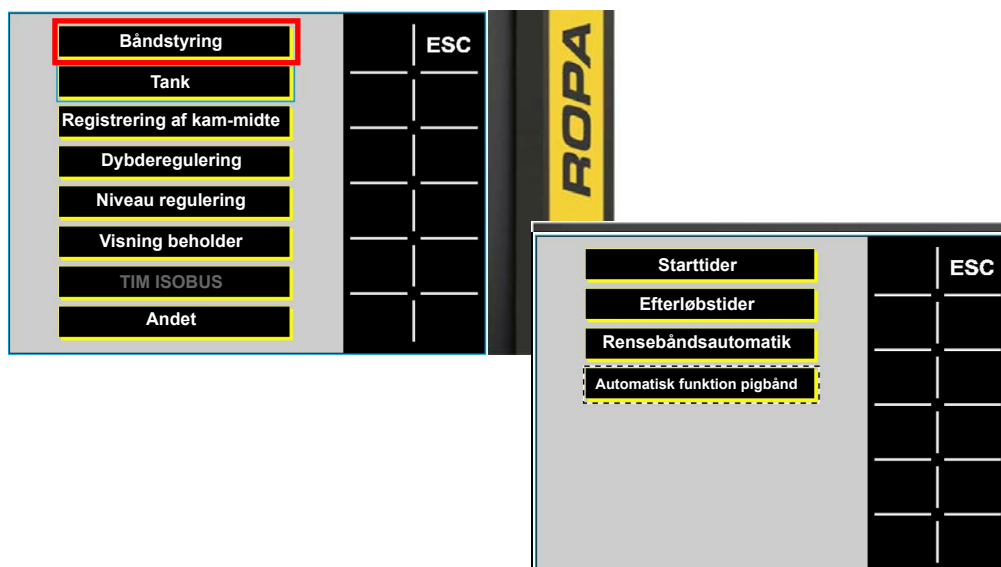 Båndstyring
ESC
Tank
Registrering af kam-midte
Dybderegulering
Niveau regulering
Visning beholder
TIM ISOBUS
Andet
ROPA
Starttider
ESC
Efterløbstider
Rensebåndsautomatik
Automatisk funktion pigbånd